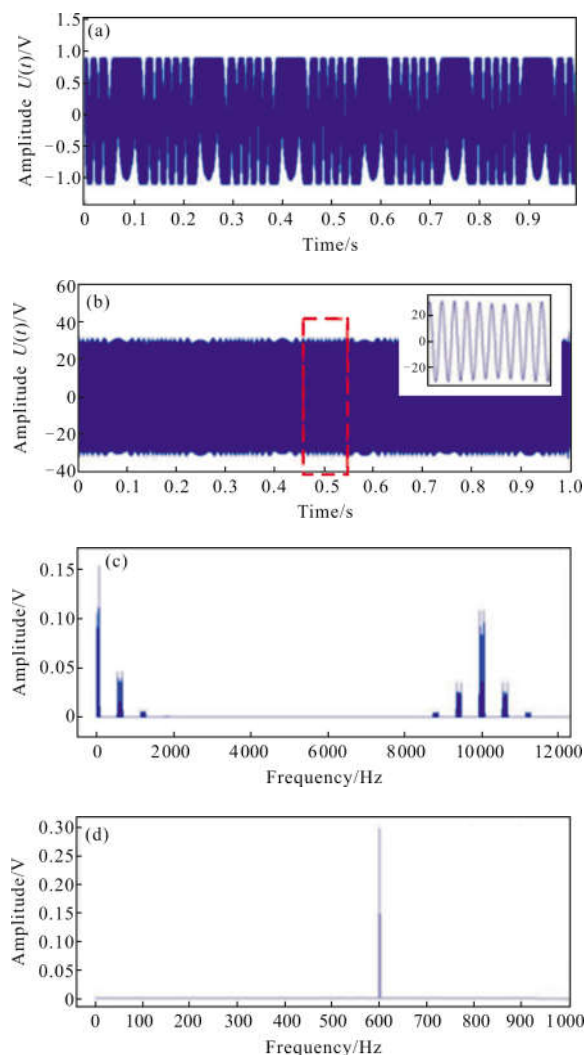 (a)
Amplitude U(t)/V
1.5
1.0
0.5
0
−0.5
−1.0
0 0.1 0.2 0.3 0.4 0.5 0.6 0.7 0.8 0.9
Time/s
(b)
Amplitude U(t)/V
60
40
20
0
−20
−40
20
0
−20
0 0.1 0.2 0.3 0.4 0.5 0.6 0.7 0.8 0.9 1.0
Time/s
(c)
Amplitude/V
0.15
0.10
0.05
0
0 2000 4000 6000 8000 10000 12000
Frequency/Hz
(d)
Amplitude/V
0.30
0.25
0.20
0.15
0.10
0.05
0
0 100 200 300 400 500 600 700 800 900 1000
Frequency/Hz